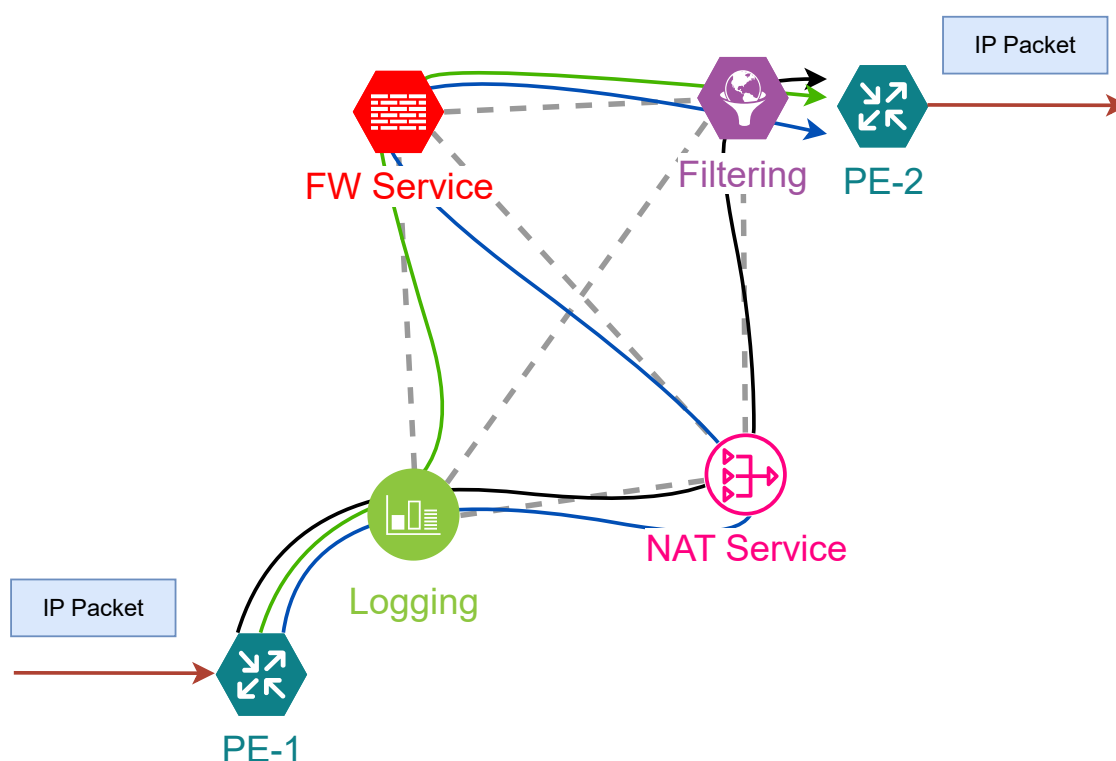 IP Packet
FW Service
Filtering
PE-2
NAT Service
Logging
IP Packet
PE-1